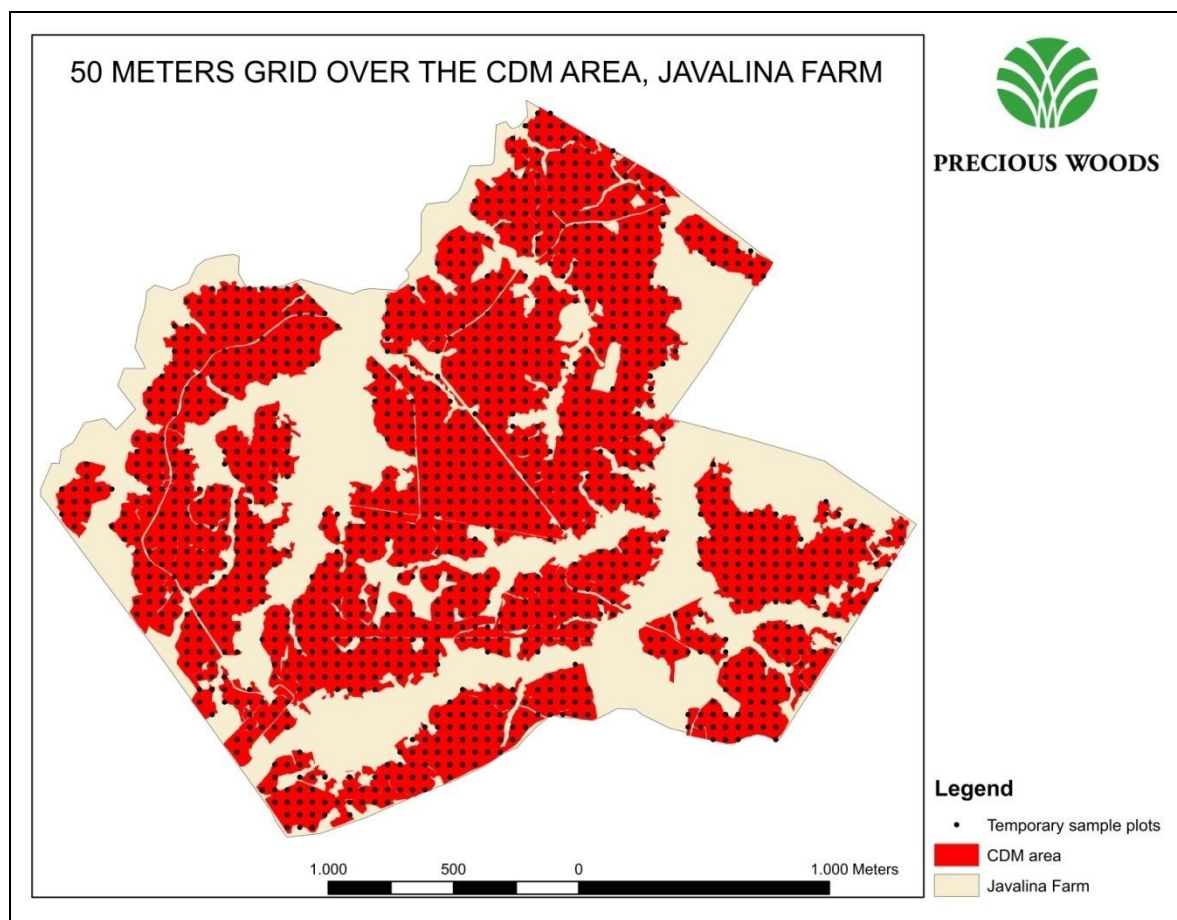 50 METERS GRID OVER THE CDM AREA, JAVALINA FARM
PRECIOUS WOODS
Legend
Temporary sample plots
CDM area
Javalina Farm
1.000 500 0 1.000 Meters